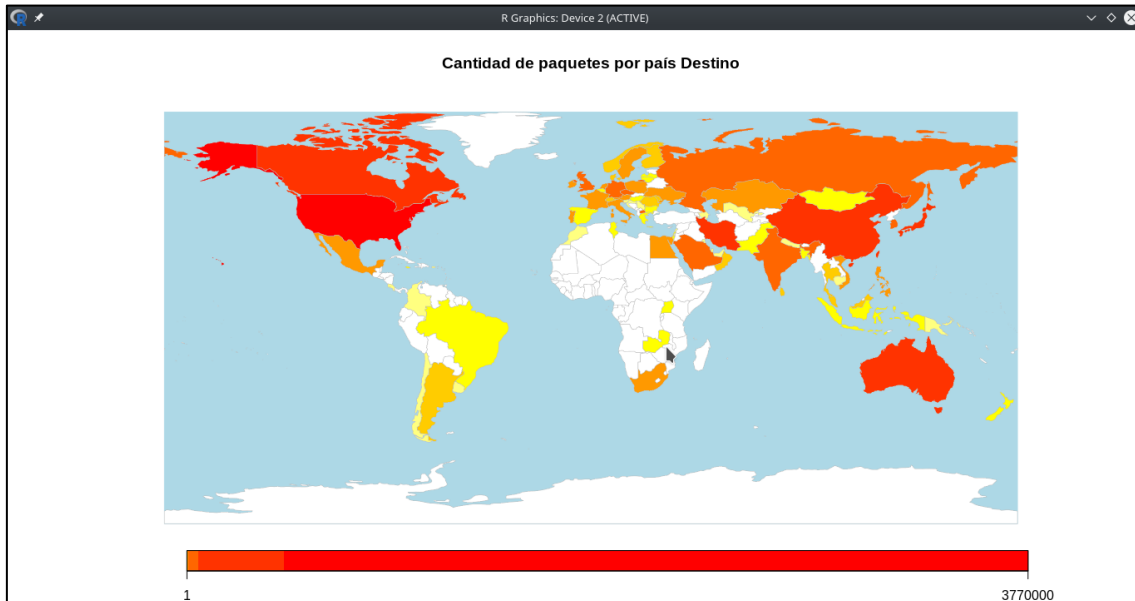 R Graphics: Device 2 (ACTIVE)
Cantidad de paquetes por país Destino
1
3770000